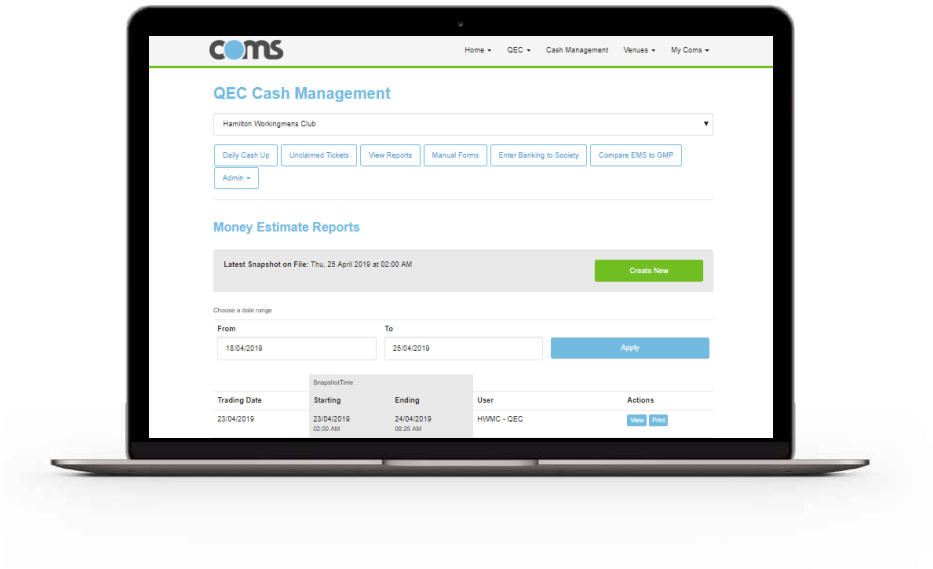 coms
Home QEC Cash Management Venues My Coms
QEC Cash Management
Hamilton Workingmens Club
Daily Cash Up Unclaimed Tickets View Reports Manual Forms Enter Banking to Society Compare EMS to GMP
Admin
Money Estimate Reports
Latest Snapshot on File: Thu, 25 April 2019 at 02:00 AM
Create New
Choose a date range
From To
18/04/2019 25/04/2019 Apply
SnapshotTime
Trading Date Starting Ending User Actions
23/04/2019 23/04/2019 24/04/2019 HWMC - QEC View Print
02:00 AM 08:25 AM